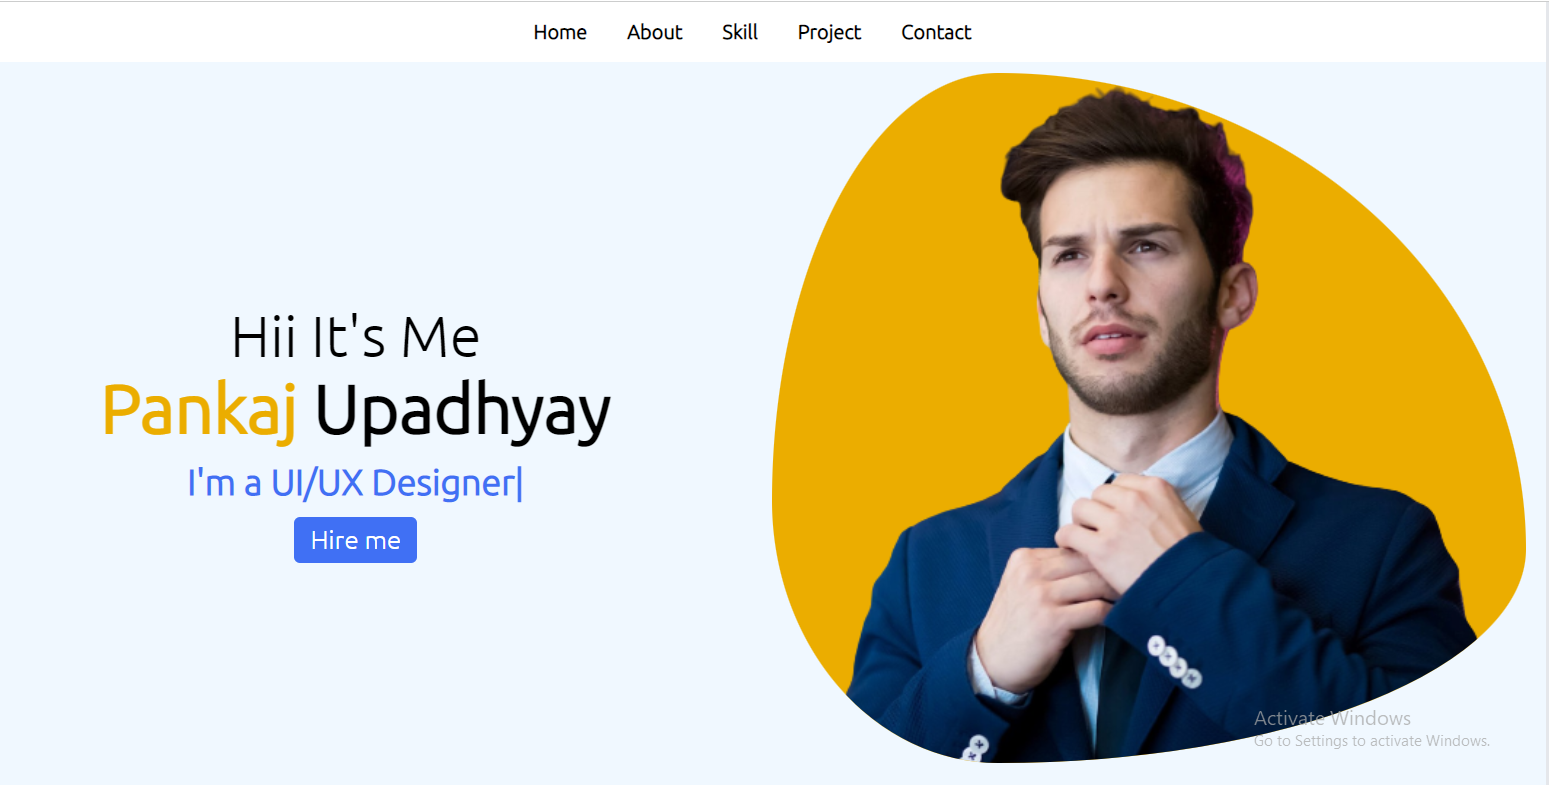 Home About Skill Project Contact
Hii It's Me
Pankaj Upadhyay
I'm a UI/UX Designer|
Hire me
Activate Windows
Go to Settings to activate Windows.